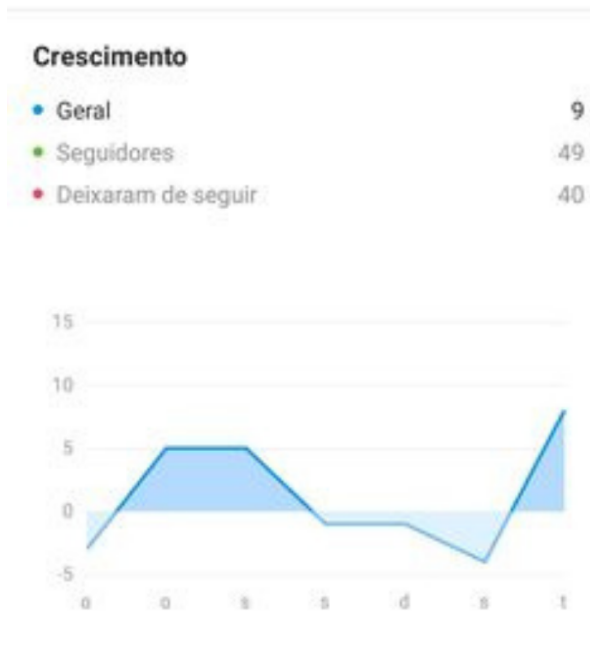 Crescimento
Geral 9
Seguidores 49
Deixaram de seguir 40
15
10
5
0
-5
o o s s d s t